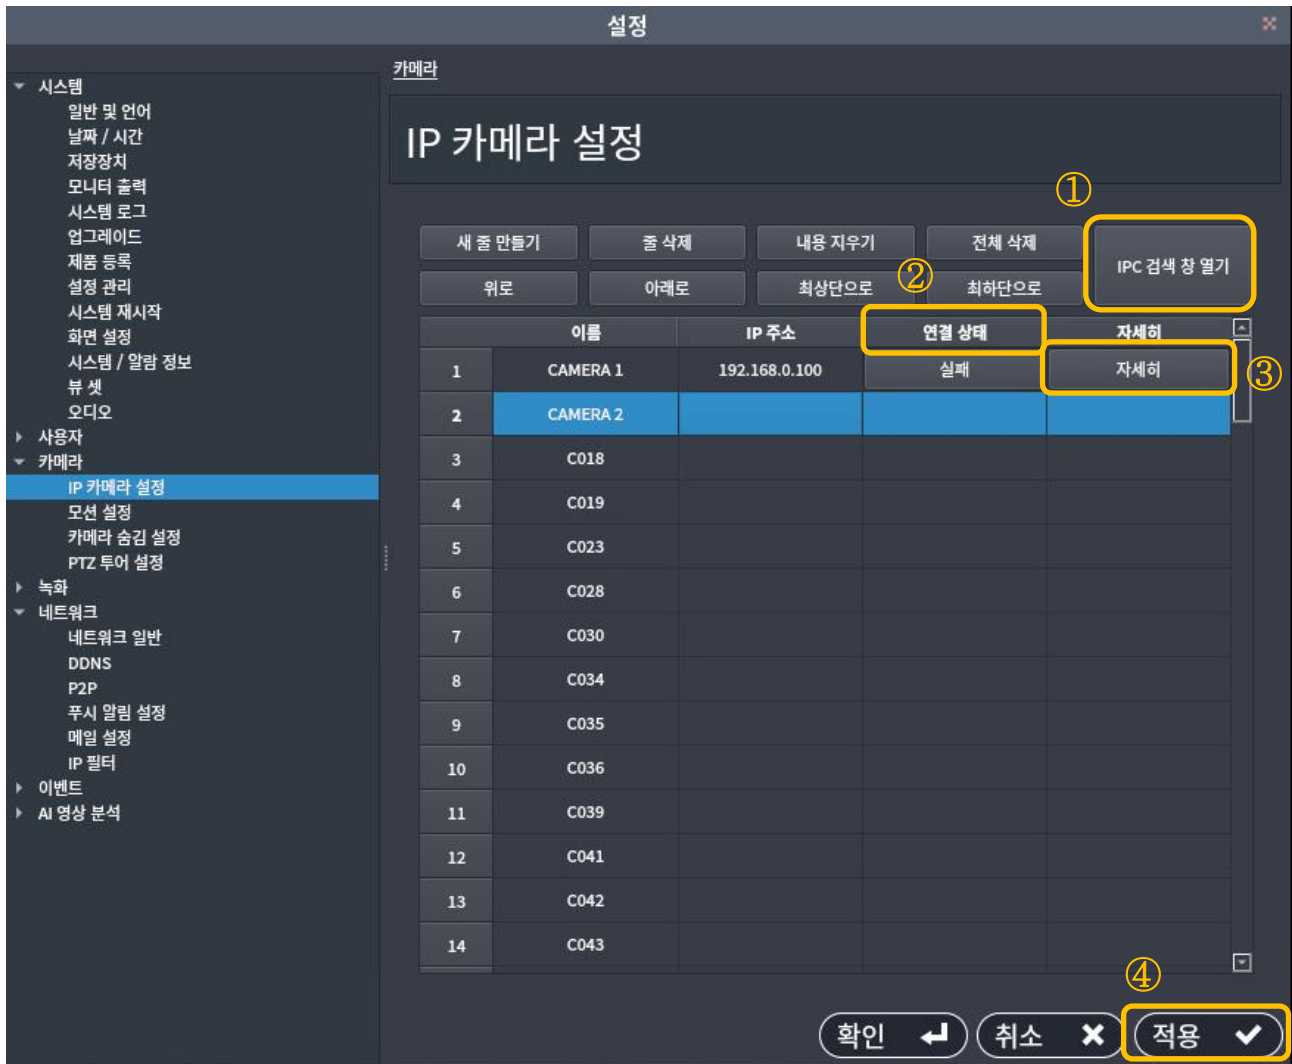 설정
시스템
일반 및 언어
날짜 / 시간
저장장치
모니터 출력
시스템 로그
업그레이드
제품 등록
설정 관리
시스템 재시작
화면 설정
시스템 / 알람 정보
뷰 셋
오디오
사용자
카메라
IP 카메라 설정
모션 설정
카메라 숨김 설정
PTZ 투어 설정
녹화
네트워크
네트워크 일반
DDNS
P2P
푸시 알림 설정
메일 설정
IP 필터
이벤트
AI 영상 분석
카메라
IP 카메라 설정
①
새 줄 만들기 줄 삭제 내용 지우기 전체 삭제 IPC 검색 창 열기
②
위로 아래로 최상단으로 최하단으로
이름 IP 주소 연결 상태 자세히
1 CAMERA 1 192.168.0.100 실패 자세히 ③
2 CAMERA 2
3 C018
4 C019
5 C023
6 C028
7 C030
8 C034
9 C035
10 C036
11 C039
12 C041
13 C042
14 C043
④
확인 취소 적용